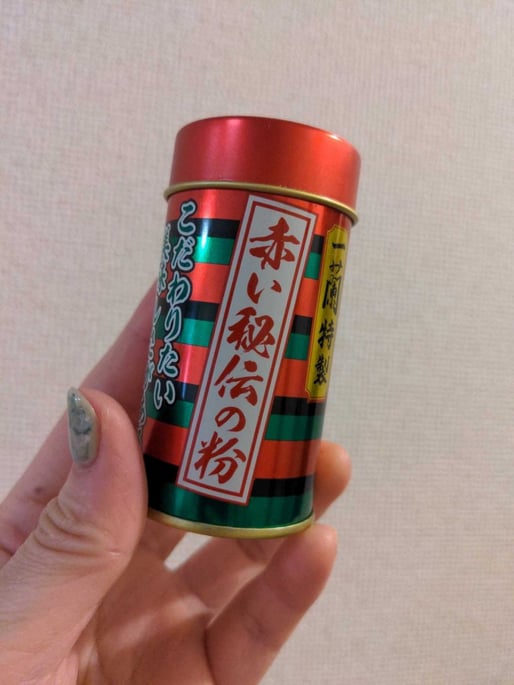 赤い秘伝の粉
一蘭特製
こだわりたい